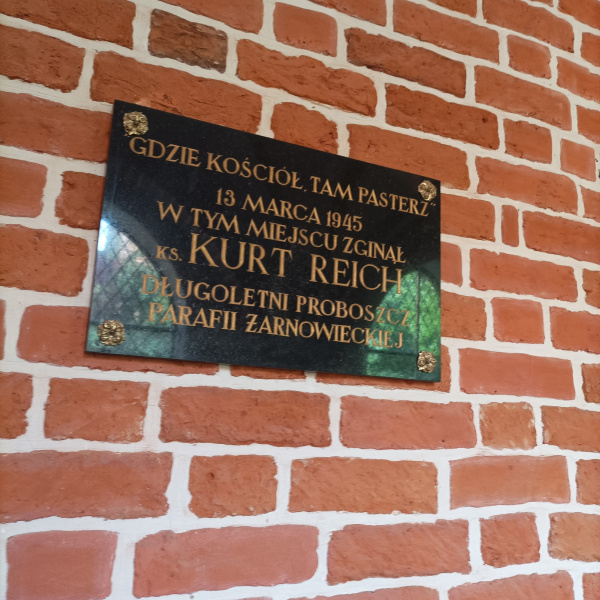 GDZIE KOŚCIÓŁ, TAM PASTERZ"
13 MARCA 1945
W TYM MIEJSCU ZGINĄŁ
KS. KURT REICH
DŁUGOLETNI PROBOSZCZ
PARAFII ŻARNOWIECKIEJ